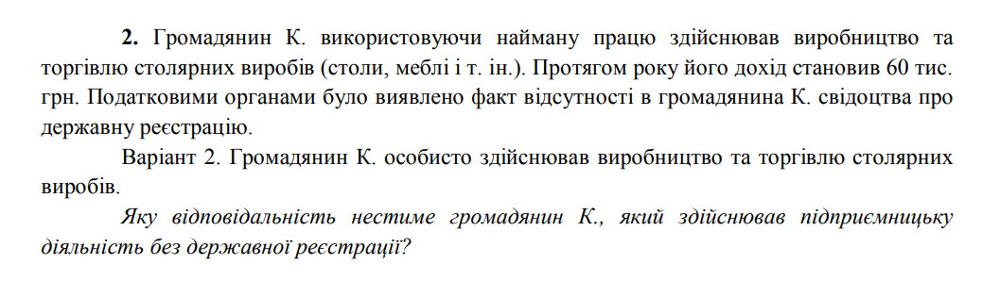 2. Громадянин К. використовуючи найману працю здійснював виробництво та
торгівлю столярних виробів (столи, меблі і т. ін.). Протягом року його дохід становив 60 тис.
грн. Податковими органами було виявлено факт відсутності в громадянина К. свідоцтва про
державну реєстрацію.
Варіант 2. Громадянин К. особисто здійснював виробництво та торгівлю столярних
виробів.
Яку відповідальність нестиме громадянин К., який здійснював підприємницьку
діяльність без державної реєстрації?